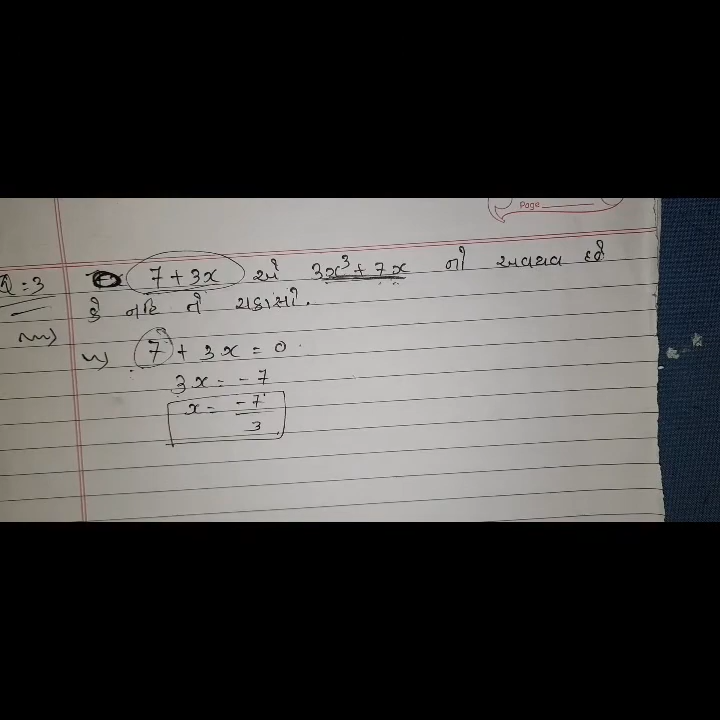 Page
Q=3 7 + 3x એ 3x³ + 7x નો અવયવ છે
કે નહિ તે ચકાસો.
7 + 3x = 0
3x = - 7
x = - 7
3